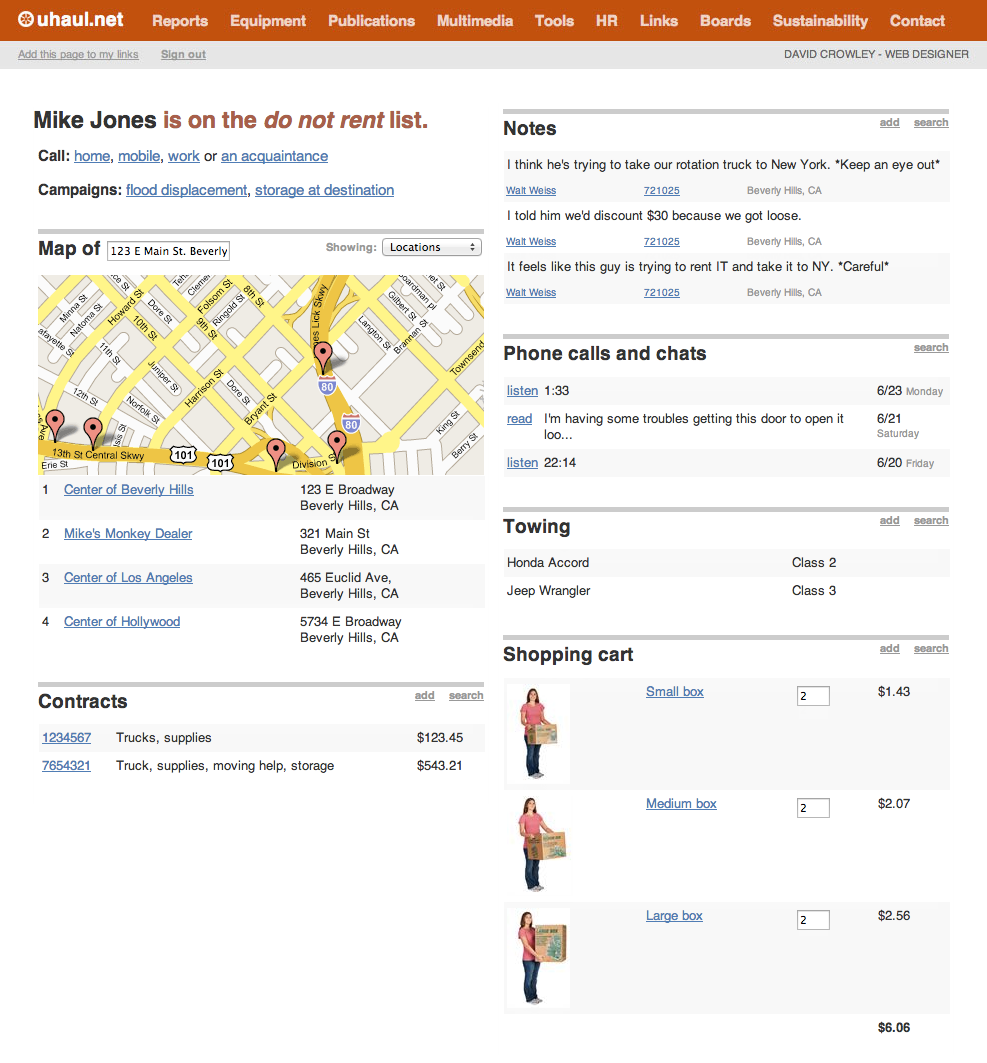 uhaul.net Reports Equipment Publications Multimedia Tools HR Links Boards Sustainability Contact
Add this page to my links Sign out DAVID CROWLEY - WEB DESIGNER
Mike Jones is on the do not rent list.
Call: home, mobile, work or an acquaintance
Campaigns: flood displacement, storage at destination
Map of 123 E Main St. Beverly Showing: Locations
Minna St
Natoma St
Howard St
Dore St
Folsom St
Ringold St
8th St
9th St
10th St
11th St
12th St
Juniper St
Norfolk St
Harrison St
Dore St
Bryant St
Langton St
Gilbert St
Boardman pl
Brannan St
Townsend
King St
Berry St
80
80
101
101
13th St Central Skwy
Division St
Erie St
1 Center of Beverly Hills 123 E Broadway
Beverly Hills, CA
2 Mike's Monkey Dealer 321 Main St
Beverly Hills, CA
3 Center of Los Angeles 465 Euclid Ave,
Beverly Hills, CA
4 Center of Hollywood 5734 E Broadway
Beverly Hills, CA
Contracts add search
1234567 Trucks, supplies $123.45
7654321 Truck, supplies, moving help, storage $543.21
Notes add search
I think he's trying to take our rotation truck to New York. *Keep an eye out*
Walt Weiss 721025 Beverly Hills, CA
I told him we'd discount $30 because we got loose.
Walt Weiss 721025 Beverly Hills, CA
It feels like this guy is trying to rent IT and take it to NY. *Careful*
Walt Weiss 721025 Beverly Hills, CA
Phone calls and chats search
listen 1:33 6/23 Monday
read I'm having some troubles getting this door to open it 6/21
loo... Saturday
listen 22:14 6/20 Friday
Towing add search
Honda Accord Class 2
Jeep Wrangler Class 3
Shopping cart add search
Small box 2 $1.43
Medium box 2 $2.07
Large box 2 $2.56
$6.06